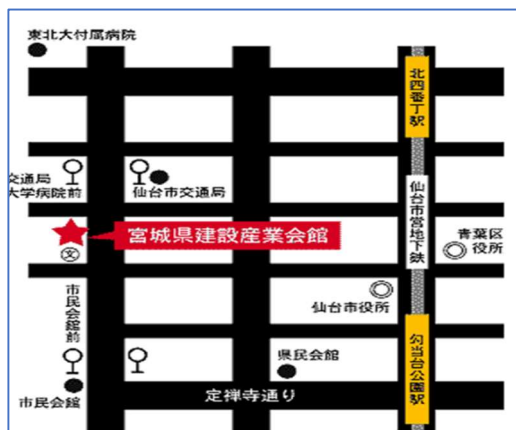 東北大付属病院
北四番丁駅
交通局
大学病院前
仙台市交通局
仙台市営地下鉄
宮城県建設産業会館
青葉区
役所
文
市民会館前
仙台市役所
勾当台公園駅
県民会館
市民会館
定禅寺通り